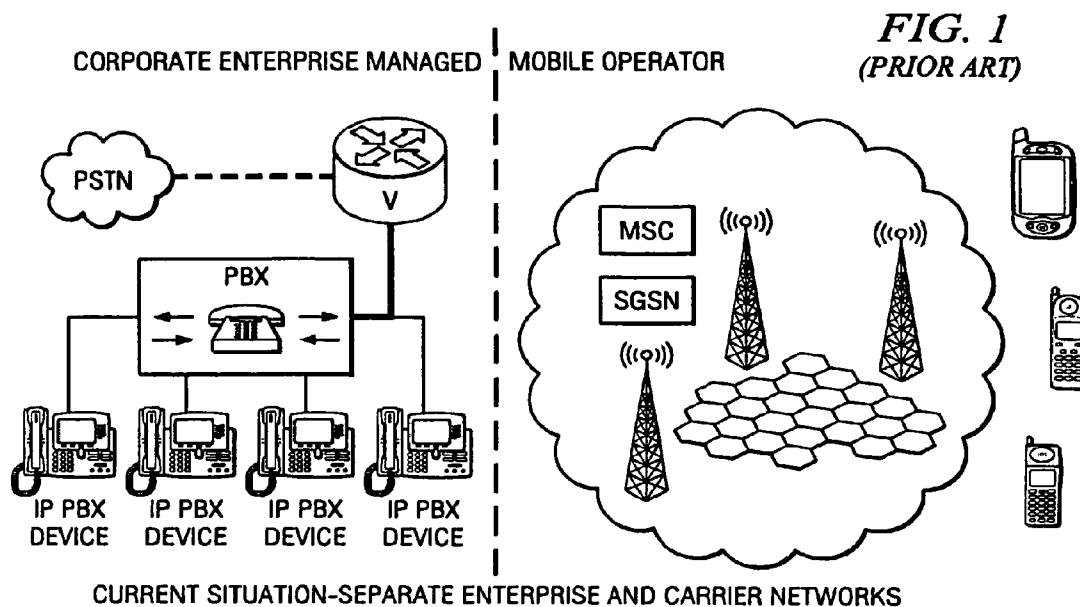 FIG. 1
(PRIOR ART)
CORPORATE ENTERPRISE MANAGED
MOBILE OPERATOR
PSTN
V
PBX
MSC
SGSN
IP PBX
DEVICE
IP PBX
DEVICE
IP PBX
DEVICE
IP PBX
DEVICE
CURRENT SITUATION-SEPARATE ENTERPRISE AND CARRIER NETWORKS